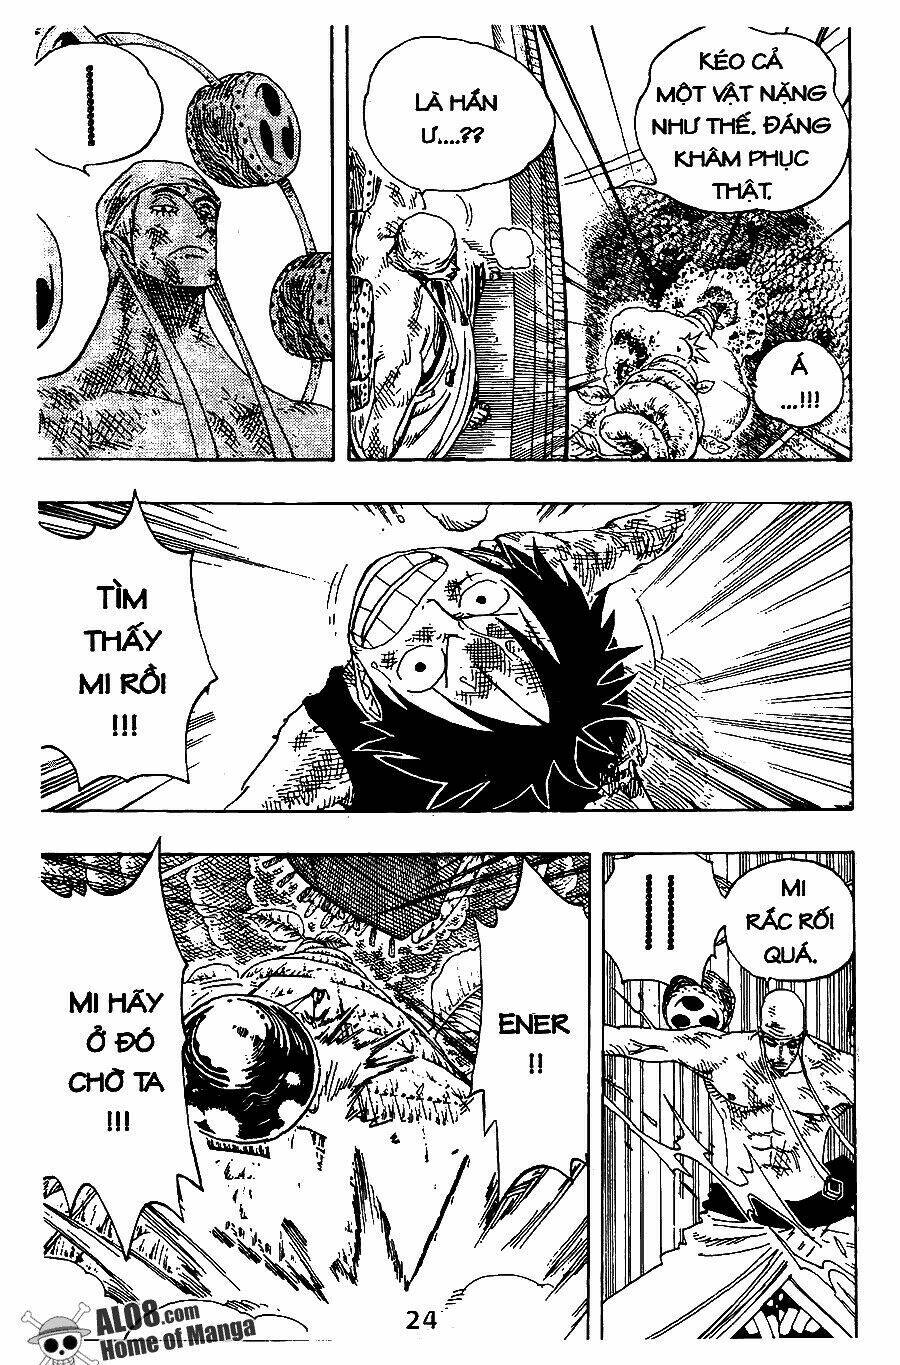 KÉO CẢ
MỘT VẬT NẶNG
NHƯ THẾ, ĐÁNG
KHÂM PHỤC
THẬT.
Á
...!!!
LÀ HẮN
Ư....??
TÌM
THẤY
MI RỒI
!!!
MI
RẮC RỐI
QUÁ.
ENER
!!
MI HÃY
Ở ĐÓ
CHỜ TA
!!!
24
ALO8.com
Home of Manga